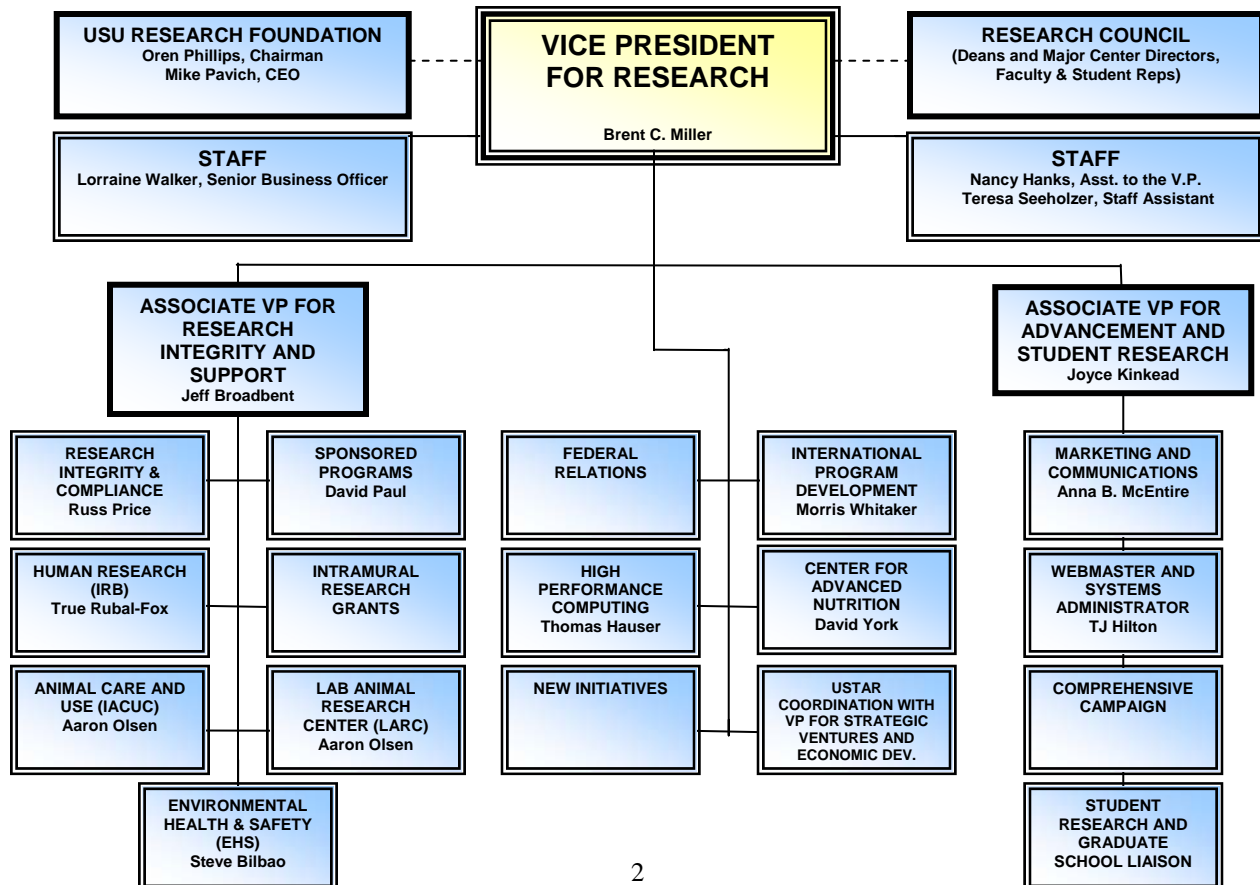 USU RESEARCH FOUNDATION
Oren Phillips, Chairman
Mike Pavich, CEO
VICE PRESIDENT
FOR RESEARCH
Brent C. Miller
RESEARCH COUNCIL
(Deans and Major Center Directors,
Faculty & Student Reps)
STAFF
Lorraine Walker, Senior Business Officer
STAFF
Nancy Hanks, Asst. to the V.P.
Teresa Seeholzer, Staff Assistant
ASSOCIATE VP FOR
RESEARCH
INTEGRITY AND
SUPPORT
Jeff Broadbent
ASSOCIATE VP FOR
ADVANCEMENT AND
STUDENT RESEARCH
Joyce Kinkead
RESEARCH
INTEGRITY &
COMPLIANCE
Russ Price
SPONSORED
PROGRAMS
David Paul
FEDERAL
RELATIONS
INTERNATIONAL
PROGRAM
DEVELOPMENT
Morris Whitaker
MARKETING AND
COMMUNICATIONS
Anna B. McEntire
HUMAN RESEARCH
(IRB)
True Rubal-Fox
INTRAMURAL
RESEARCH
GRANTS
HIGH
PERFORMANCE
COMPUTING
Thomas Hauser
CENTER FOR
ADVANCED
NUTRITION
David York
WEBMASTER AND
SYSTEMS
ADMINISTRATOR
TJ Hilton
ANIMAL CARE AND
USE (IACUC)
Aaron Olsen
LAB ANIMAL
RESEARCH
CENTER (LARC)
Aaron Olsen
NEW INITIATIVES
USTAR
COORDINATION WITH
VP FOR STRATEGIC
VENTURES AND
ECONOMIC DEV.
COMPREHENSIVE
CAMPAIGN
ENVIRONMENTAL
HEALTH & SAFETY
(EHS)
Steve Bilbao
STUDENT
RESEARCH AND
GRADUATE
SCHOOL LIAISON
2